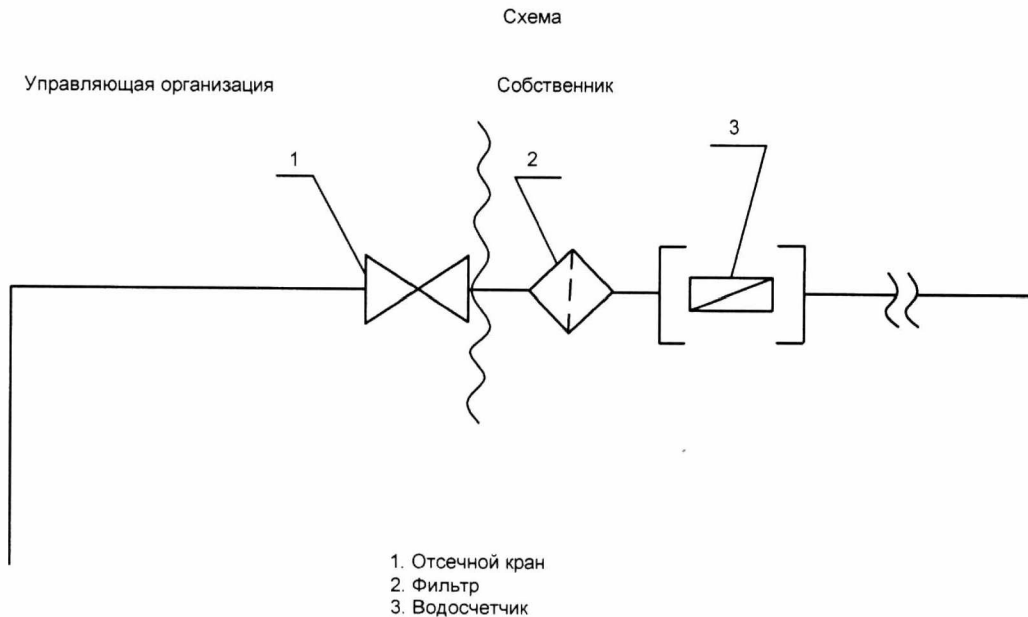 Схема
Управляющая организация
Собственник
1
2
3
1. Отсечной кран
2. Фильтр
3. Водосчетчик